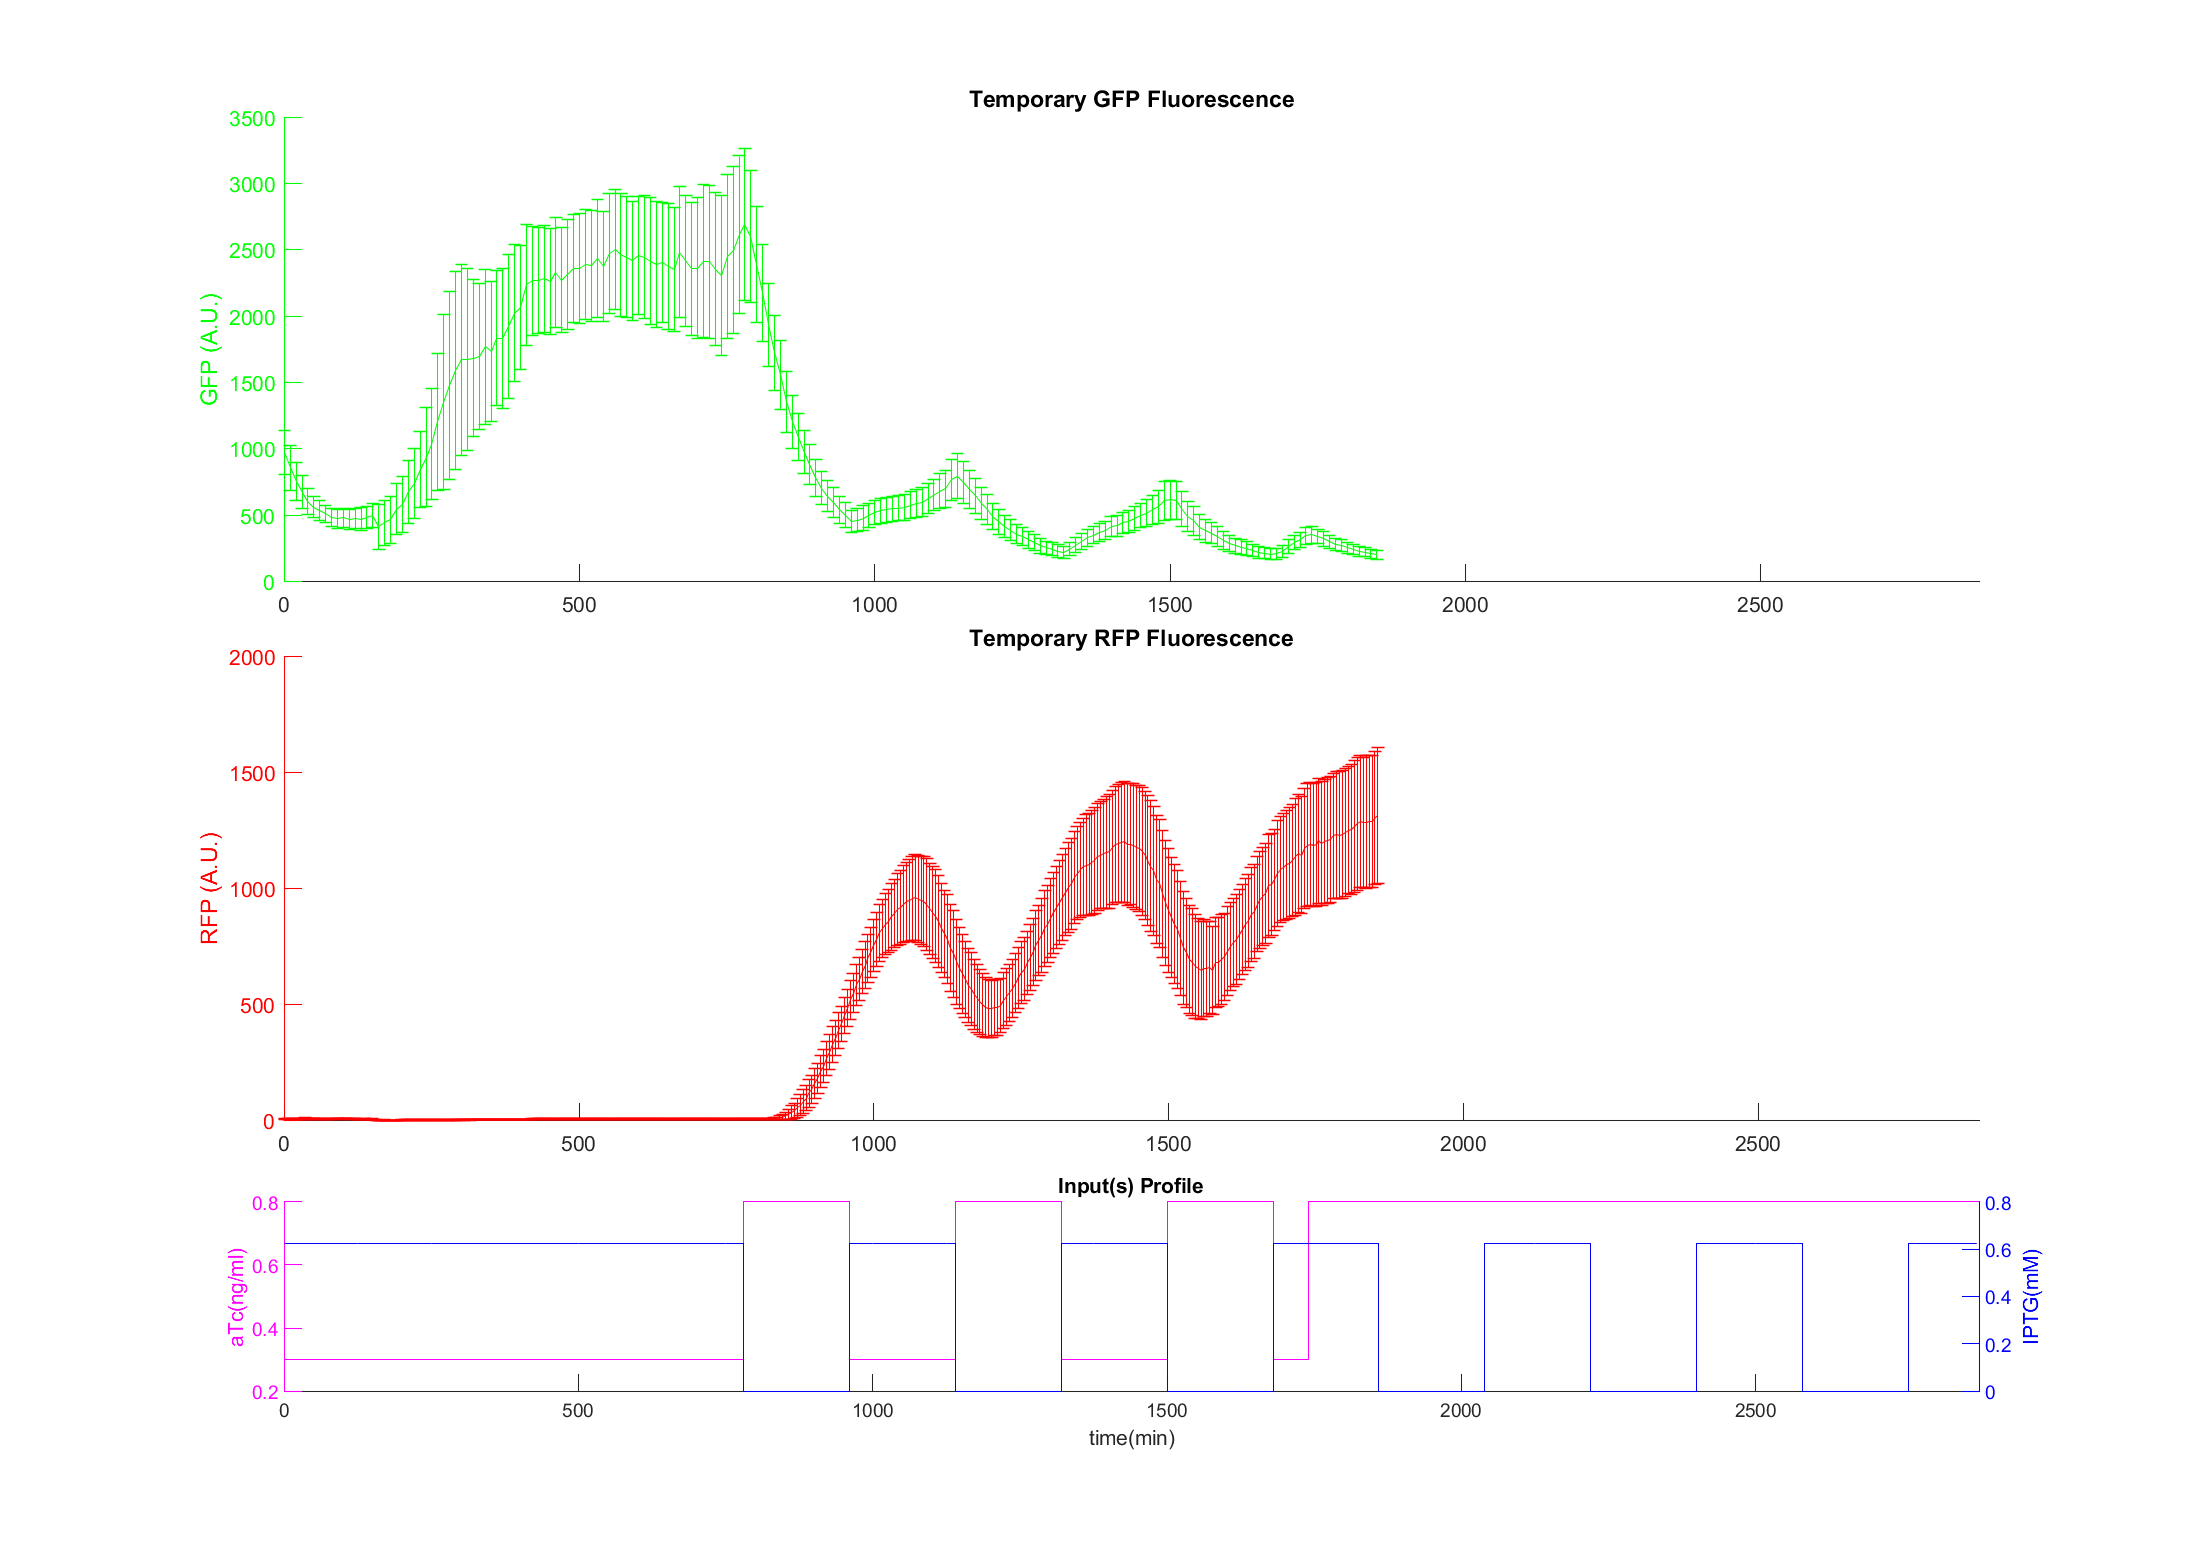 Temporary GFP Fluorescence
3500
3000
2500
2000
1500
1000
500
0
GFP (A.U.)
0 500 1000 1500 2000 2500
Temporary RFP Fluorescence
2000
1500
1000
500
0
RFP (A.U.)
0 500 1000 1500 2000 2500
Input(s) Profile
0.8
0.6
0.4
0.2
aTc(ng/ml)
0.8
0.6
0.4
0.2
0
IPTG(mM)
0 500 1000 1500 2000 2500
time(min)